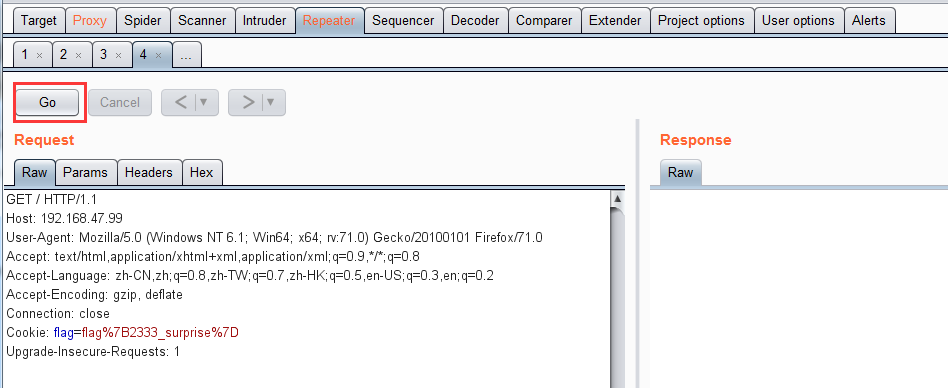 Target Proxy Spider Scanner Intruder Repeater Sequencer Decoder Comparer Extender Project options User options Alerts
1 × 2 × 3 × 4 × ...
Go Cancel < ▼ > ▼
Request
Response
Raw Params Headers Hex
Raw
GET / HTTP/1.1
Host: 192.168.47.99
User-Agent: Mozilla/5.0 (Windows NT 6.1; Win64; x64; rv:71.0) Gecko/20100101 Firefox/71.0
Accept: text/html,application/xhtml+xml,application/xml;q=0.9,*/*;q=0.8
Accept-Language: zh-CN,zh;q=0.8,zh-TW;q=0.7,zh-HK;q=0.5,en-US;q=0.3,en;q=0.2
Accept-Encoding: gzip, deflate
Connection: close
Cookie: flag=flag%7B2333_surprise%7D
Upgrade-Insecure-Requests: 1